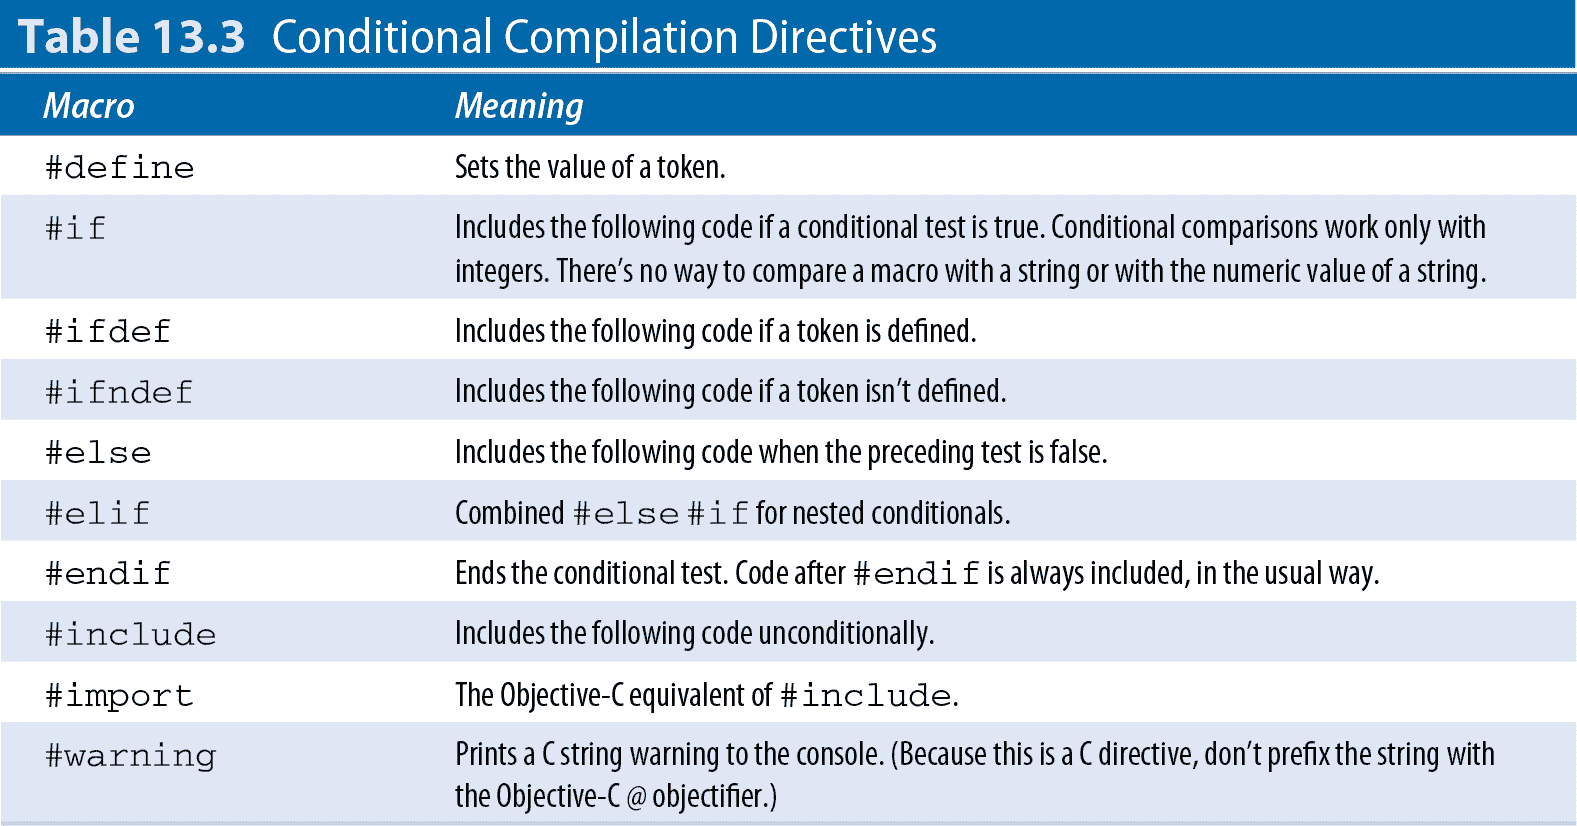 Table 13.3 Conditional Compilation Directives
Macro Meaning
#define Sets the value of a token.
#if Includes the following code if a conditional test is true. Conditional comparisons work only with
integers. There’s no way to compare a macro with a string or with the numeric value of a string.
#ifdef Includes the following code if a token is defined.
#ifndef Includes the following code if a token isn’t defined.
#else Includes the following code when the preceding test is false.
#elif Combined #else #if for nested conditionals.
#endif Ends the conditional test. Code after #endif is always included, in the usual way.
#include Includes the following code unconditionally.
#import The Objective-C equivalent of #include.
#warning Prints a C string warning to the console. (Because this is a C directive, don’t prefix the string with
the Objective-C @ objectifier.)